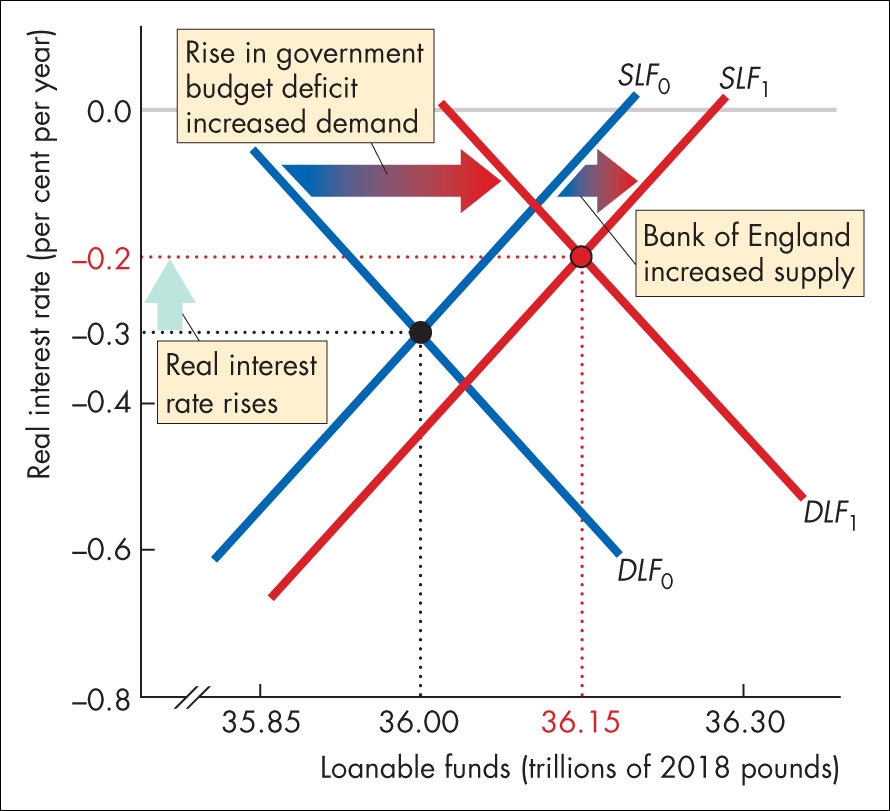 Real interest rate (per cent per year)
Rise in government
budget deficit
increased demand
SLF₀
SLF₁
0.0
Bank of England
increased supply
–0.2
–0.3
Real interest
rate rises
–0.4
DLF₁
–0.6
DLF₀
–0.8
35.85
36.00
36.15
36.30
Loanable funds (trillions of 2018 pounds)